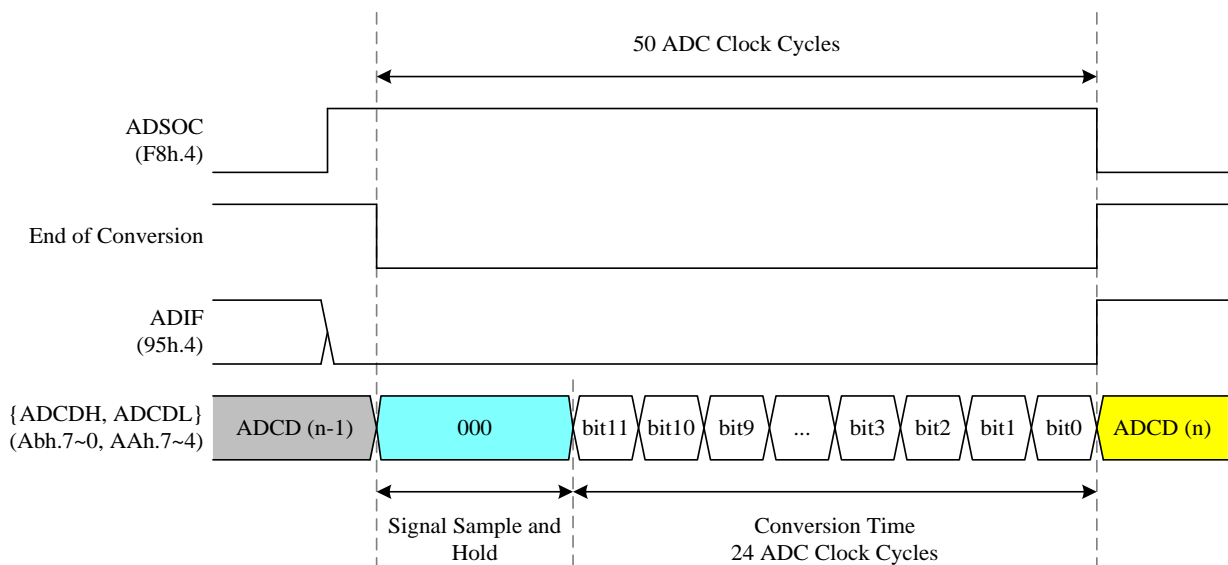 50 ADC Clock Cycles
ADSOC
(F8h.4)
End of Conversion
ADIF
(95h.4)
{ADCDH, ADCDL}
(Abh.7~0, AAh.7~4)
ADCD (n-1)
000
bit11
bit10
bit9
...
bit3
bit2
bit1
bit0
ADCD (n)
Signal Sample and
Hold
Conversion Time
24 ADC Clock Cycles